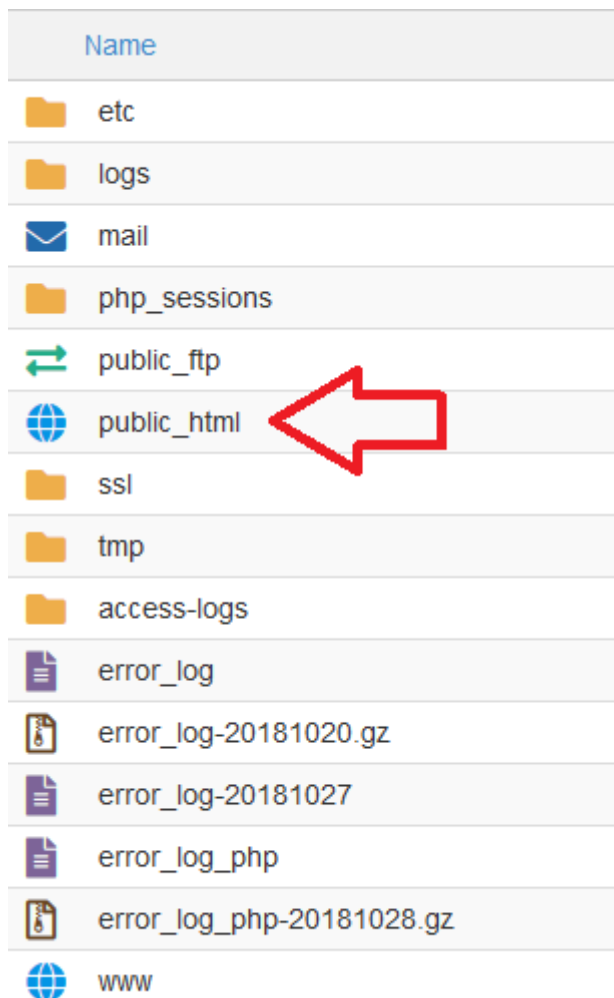 Name
etc
logs
mail
php_sessions
public_ftp
public_html
ssl
tmp
access-logs
error_log
error_log-20181020.gz
error_log-20181027
error_log_php
error_log_php-20181028.gz
www